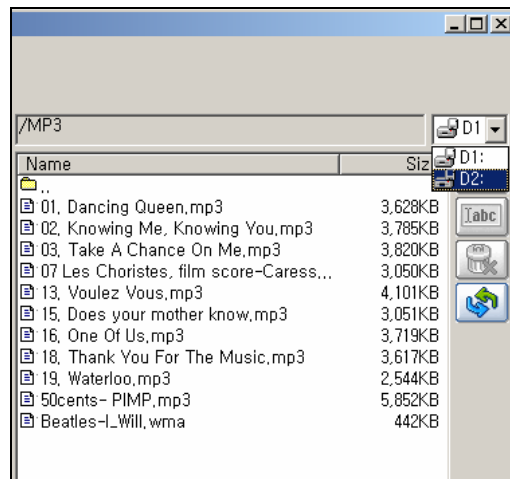 /MP3 D1
Name Siz D1:
D2:
..
01, Dancing Queen,mp3 3,628KB
02, Knowing Me, Knowing You,mp3 3,785KB
03, Take A Chance On Me,mp3 3,820KB
07 Les Choristes, film score-Caress,,, 3,050KB
13, Voulez Vous,mp3 4,101KB
15, Does your mother know,mp3 3,051KB
16, One Of Us,mp3 3,719KB
18, Thank You For The Music,mp3 3,617KB
19, Waterloo,mp3 2,544KB
50cents- PIMP,mp3 5,852KB
Beatles-I_Will,wma 442KB
abc